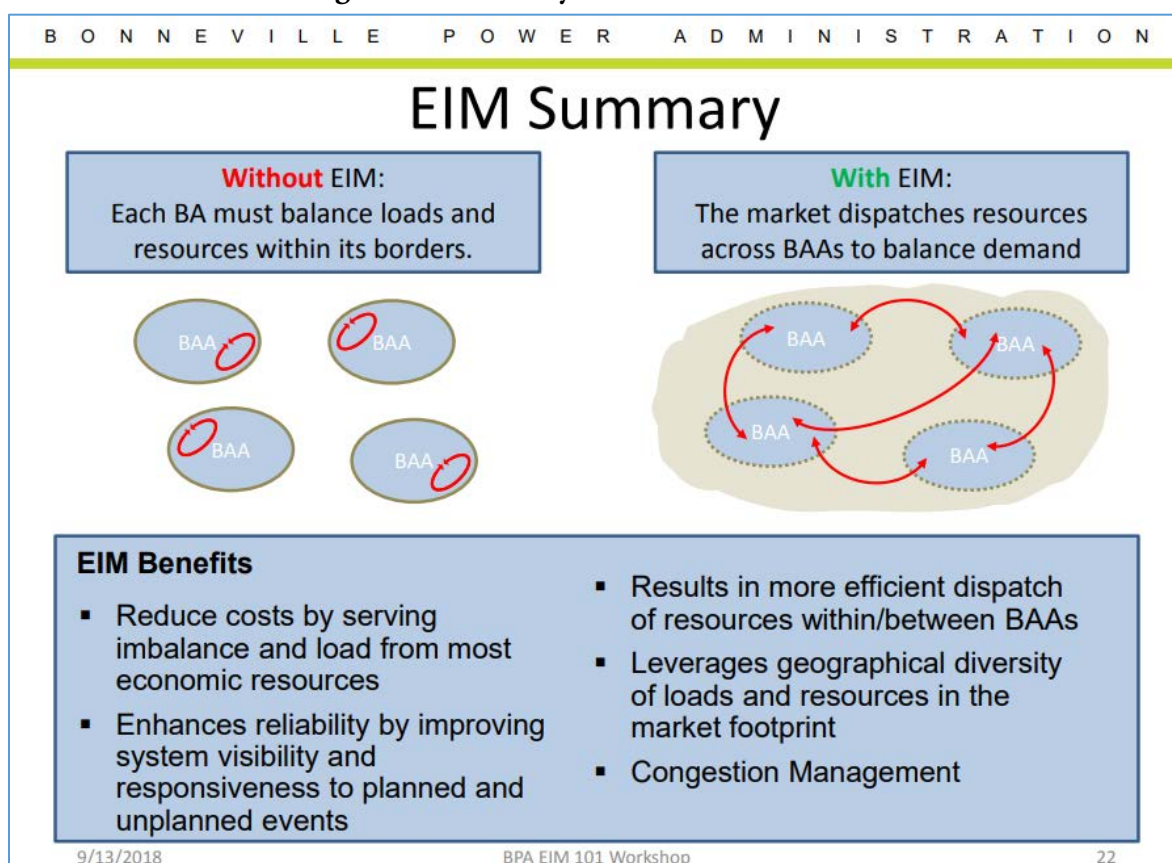 BONNEVILLE POWER ADMINISTRATION
EIM Summary
Without EIM:
Each BA must balance loads and
resources within its borders.
With EIM:
The market dispatches resources
across BAAs to balance demand
BAA
BAA
BAA
BAA
BAA
BAA
BAA
BAA
EIM Benefits
▪ Reduce costs by serving
imbalance and load from most
economic resources
▪ Enhances reliability by improving
system visibility and
responsiveness to planned and
unplanned events
▪ Results in more efficient dispatch
of resources within/between BAAs
▪ Leverages geographical diversity
of loads and resources in the
market footprint
▪ Congestion Management
9/13/2018
BPA EIM 101 Workshop
22